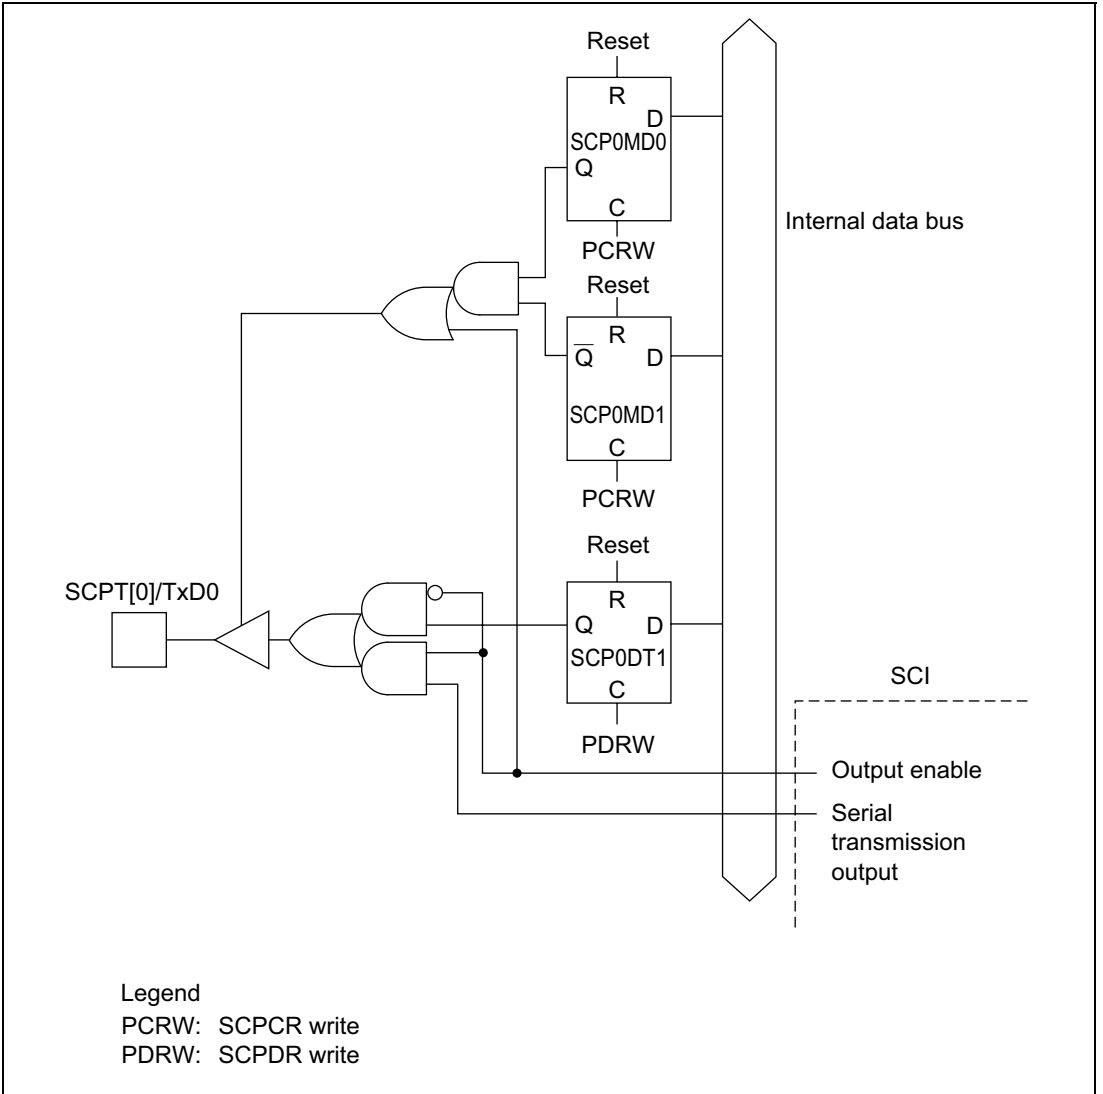 Reset
R
D
SCP0MD0
Q
C
PCRW
Internal data bus
Reset
R
Q̅ D
SCP0MD1
C
PCRW
Reset
SCPT[0]/TxD0
R
Q D
SCP0DT1
C
PDRW
SCI
Output enable
Serial
transmission
output
Legend
PCRW: SCPCR write
PDRW: SCPDR write